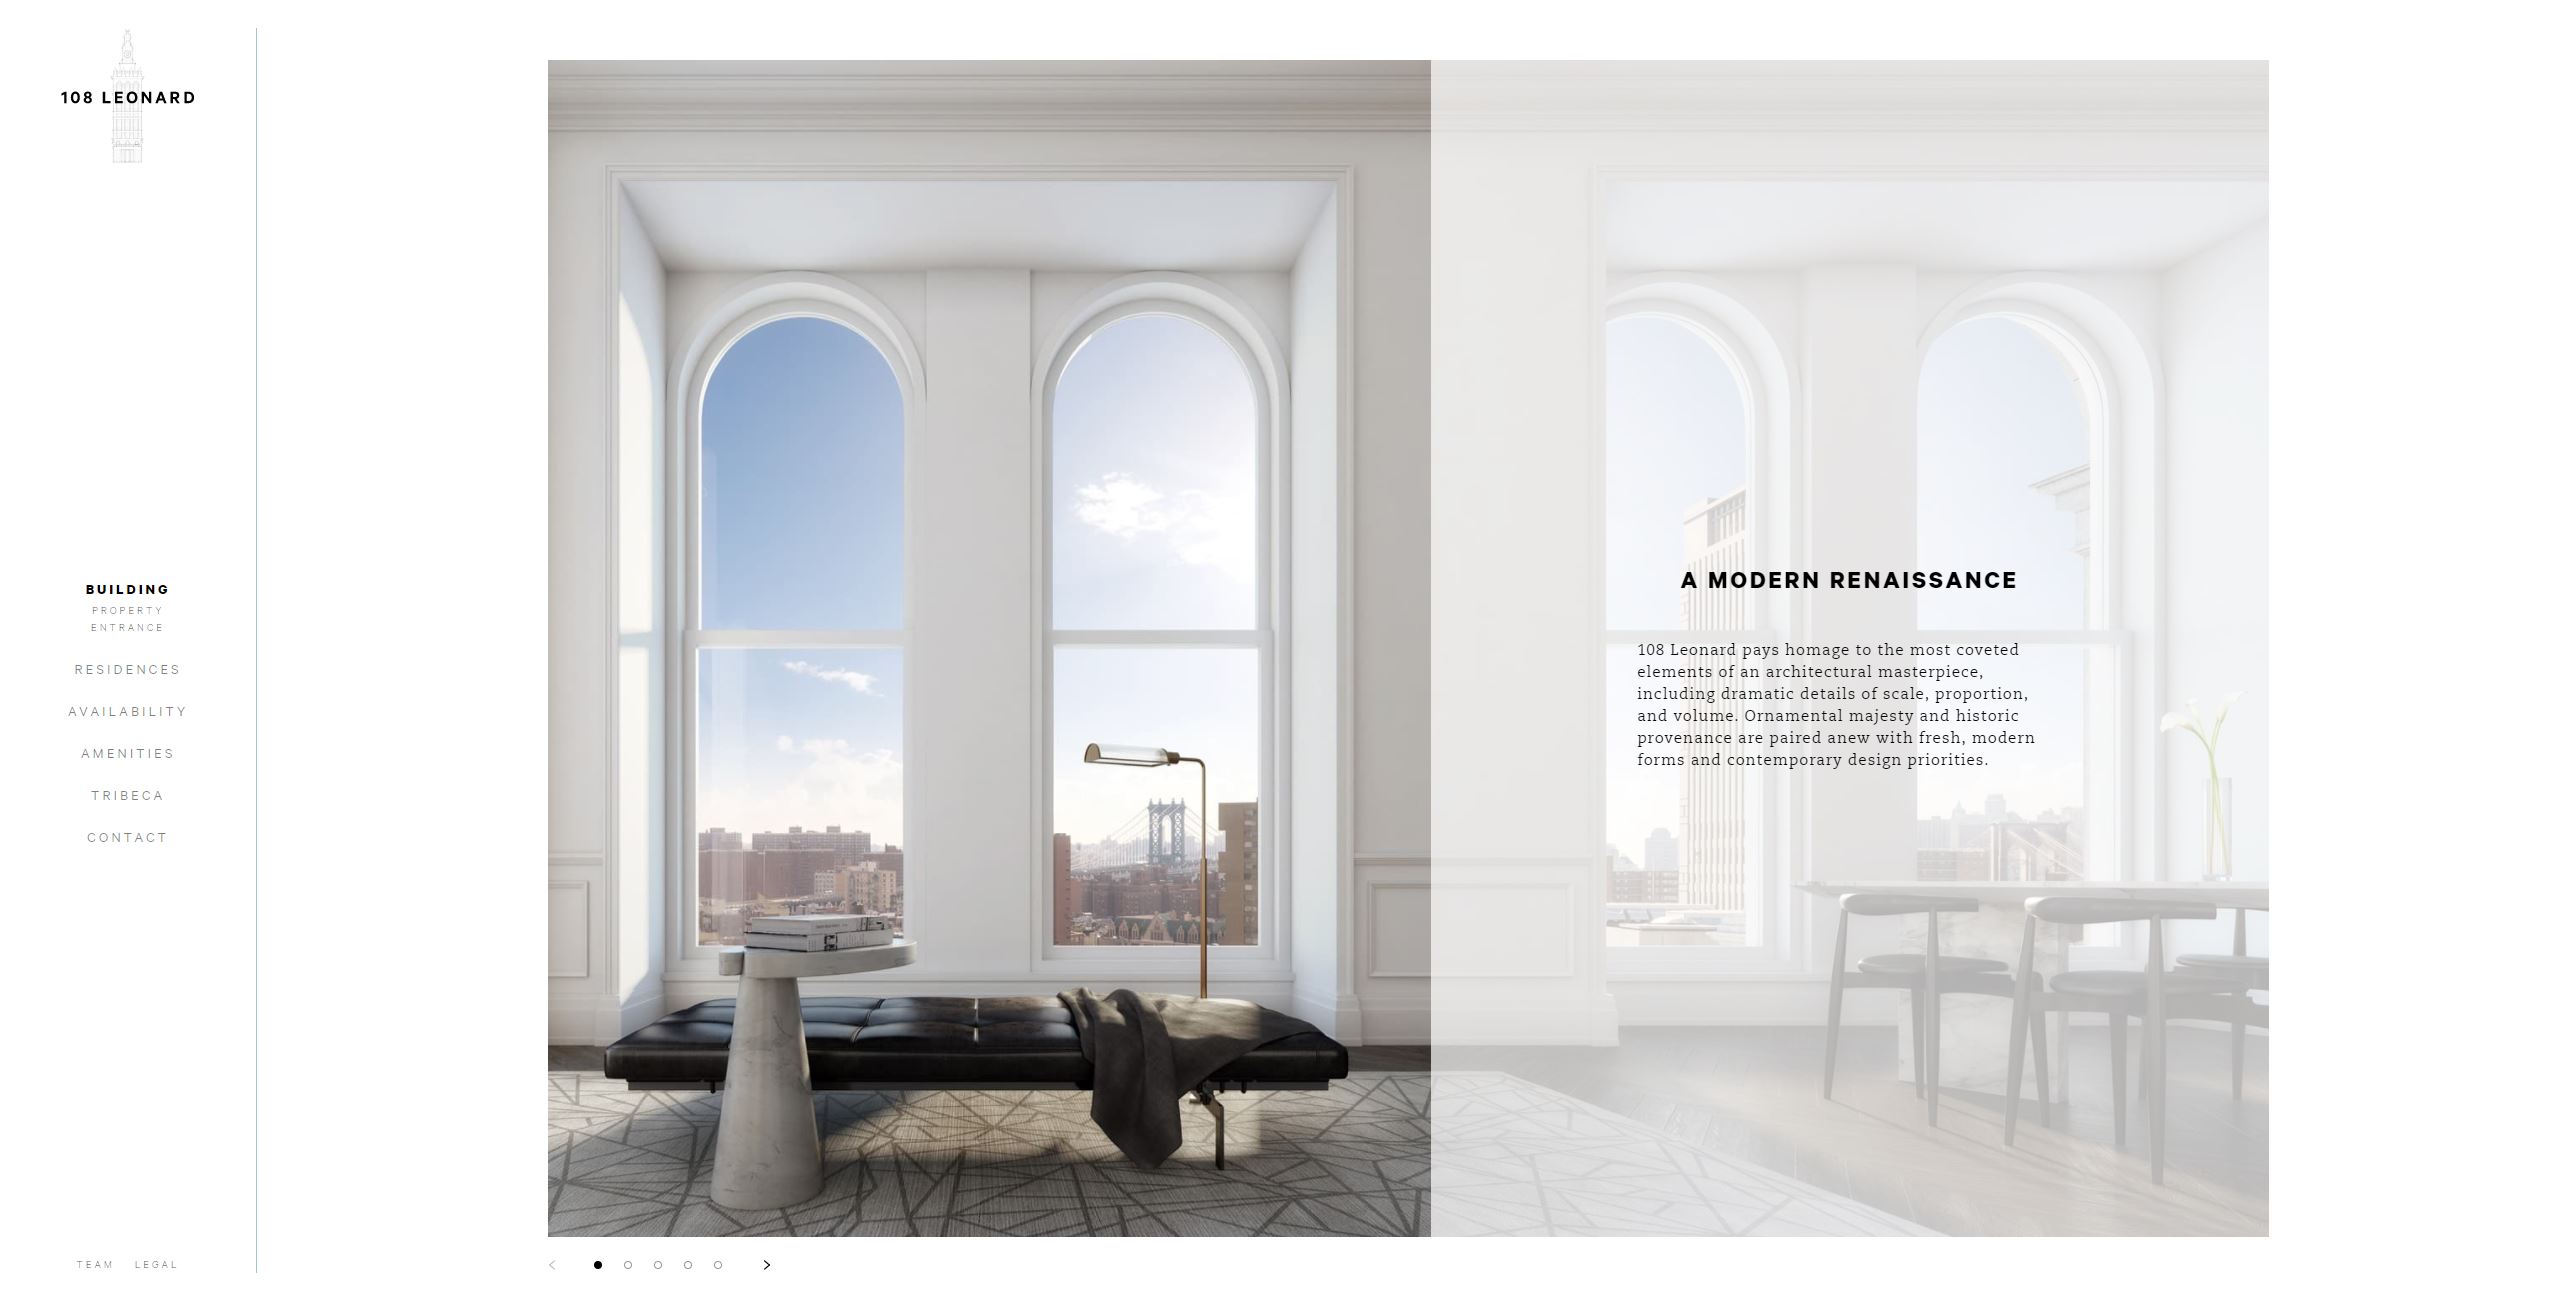 108 LEONARD
BUILDING
PROPERTY
ENTRANCE
RESIDENCES
AVAILABILITY
AMENITIES
TRIBECA
CONTACT
TEAM LEGAL
A MODERN RENAISSANCE
108 Leonard pays homage to the most coveted
elements of an architectural masterpiece,
including dramatic details of scale, proportion,
and volume. Ornamental majesty and historic
provenance are paired anew with fresh, modern
forms and contemporary design priorities.